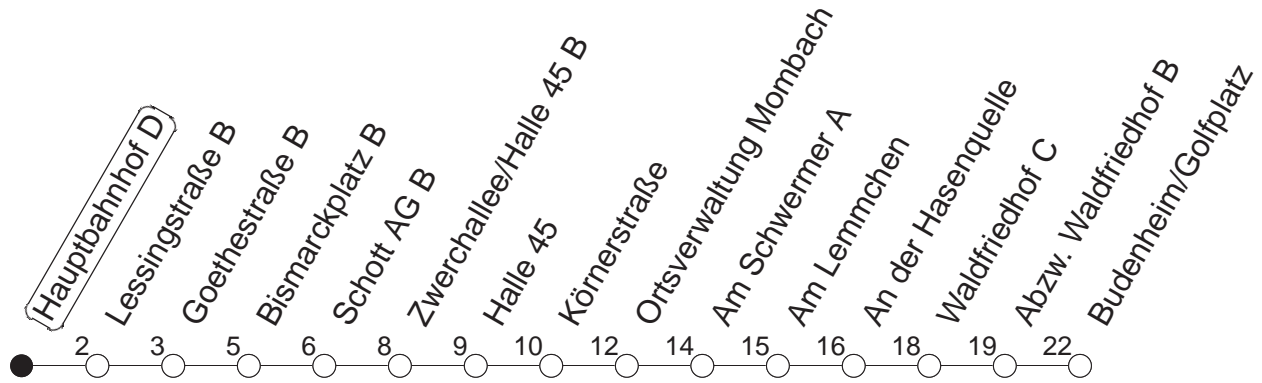 Hauptbahnhof D
Lessingstraße B
Goethestraße B
Bismarckplatz B
Schott AG B
Zwerchallee/Halle 45 B
Halle 45
Körnerstraße
Ortsverwaltung Mombach
Am Schwermer A
Am Lemmchen
An der Hasenquelle
Waldfriedhof C
Abzw. Waldfriedhof B
Budenheim/Golfplatz
2 3 5 6 8 9 10 12 14 15 16 18 19 22